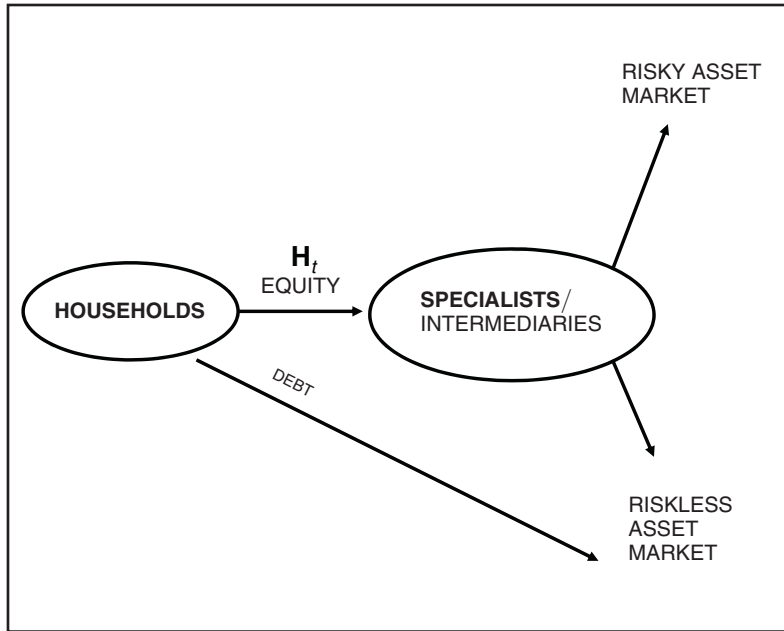 RISKY ASSET
MARKET
H_t
EQUITY
HOUSEHOLDS
SPECIALISTS/
INTERMEDIARIES
DEBT
RISKLESS
ASSET
MARKET